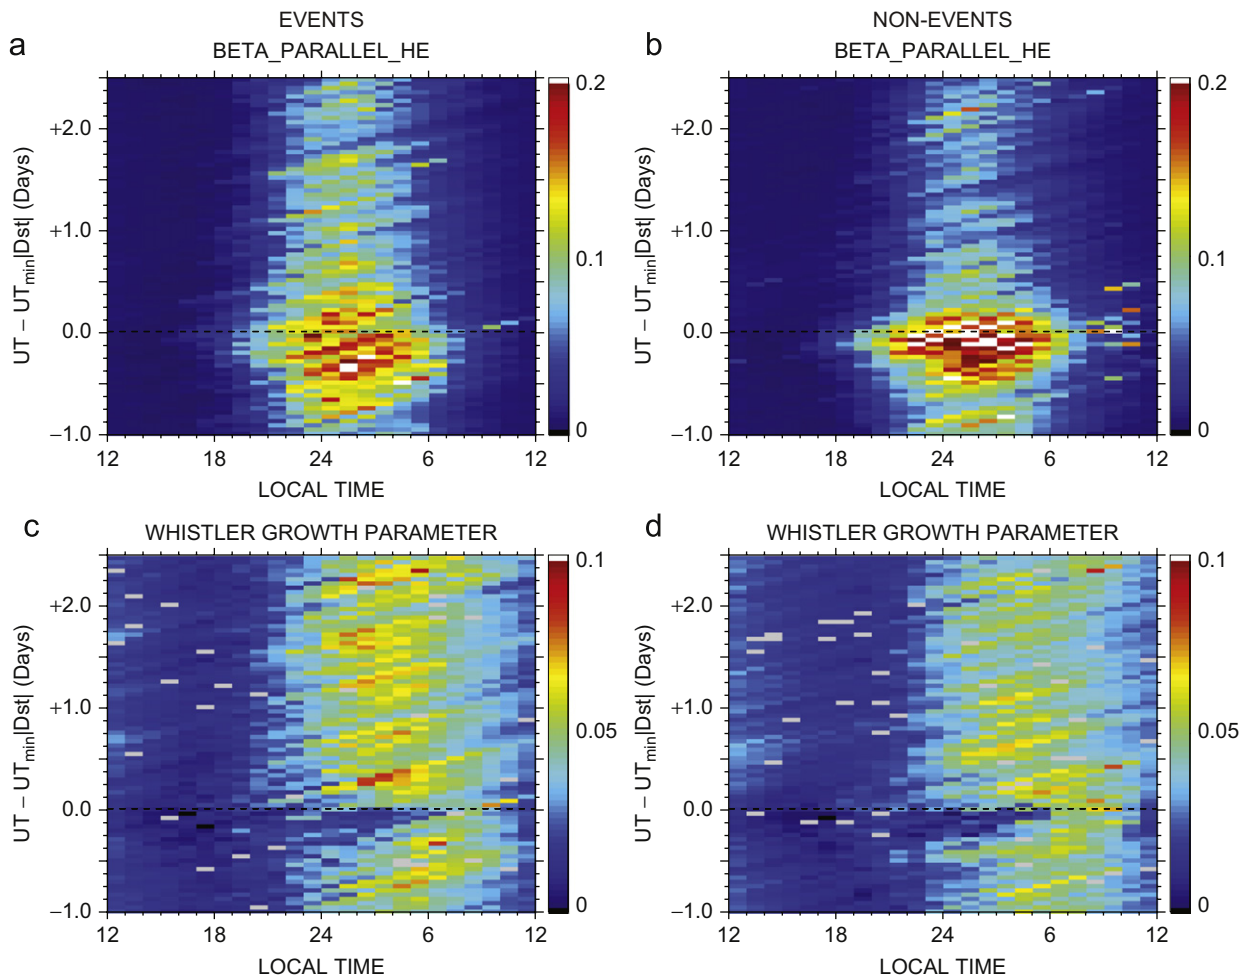 EVENTS
NON-EVENTS
a
BETA_PARALLEL_HE
b
BETA_PARALLEL_HE
UT – UTmin|Dst| (Days)
+2.0
+1.0
0.0
–1.0
12 18 24 6 12
LOCAL TIME
0.2
0.1
0
UT – UTmin|Dst| (Days)
+2.0
+1.0
0.0
–1.0
12 18 24 6 12
LOCAL TIME
0.2
0.1
0
c
WHISTLER GROWTH PARAMETER
d
WHISTLER GROWTH PARAMETER
UT – UTmin|Dst| (Days)
+2.0
+1.0
0.0
–1.0
12 18 24 6 12
LOCAL TIME
0.1
0.05
0
UT – UTmin|Dst| (Days)
+2.0
+1.0
0.0
–1.0
12 18 24 6 12
LOCAL TIME
0.1
0.05
0